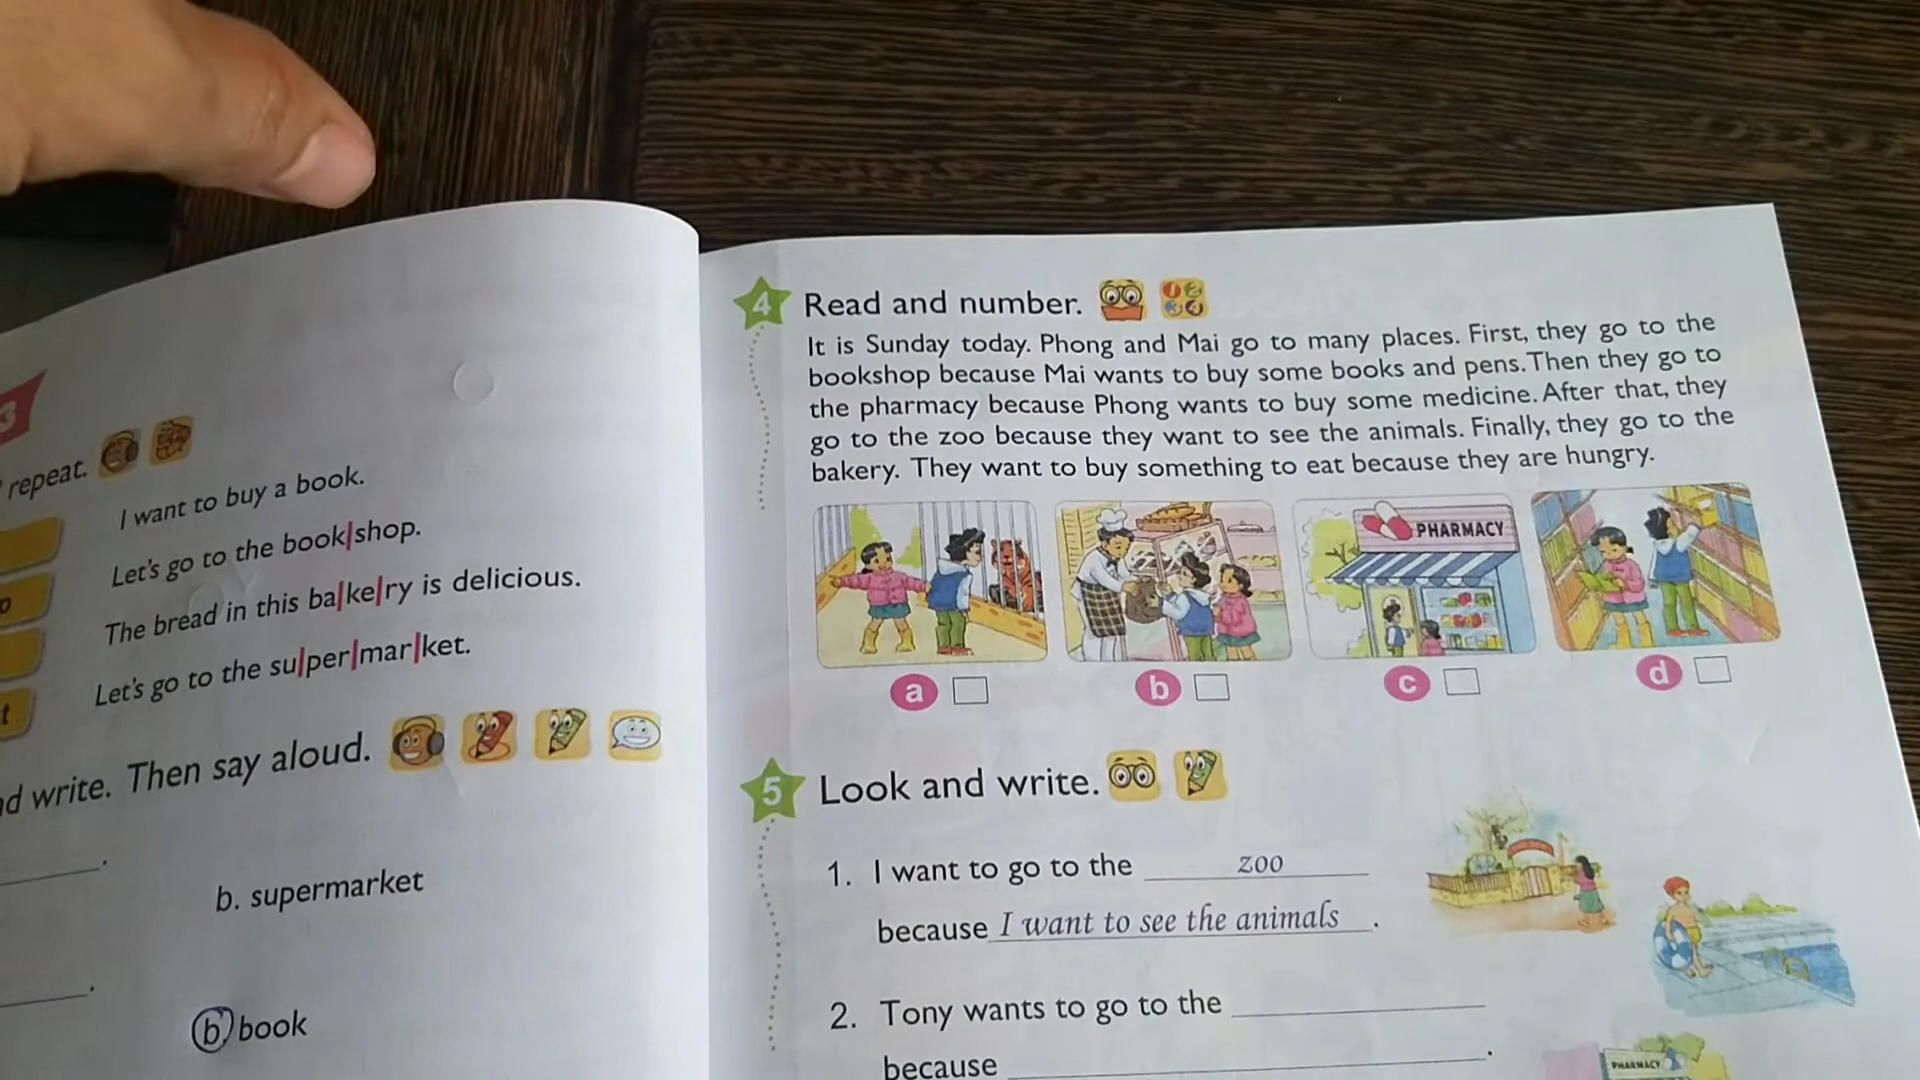 3
repeat.
I want to buy a book.
Let's go to the book|shop.
The bread in this ba|ke|ry is delicious.
Let's go to the su|per|mar|ket.
p
t
d write. Then say aloud.
b. supermarket
b. book
4 Read and number.
It is Sunday today. Phong and Mai go to many places. First, they go to the
bookshop because Mai wants to buy some books and pens. Then they go to
the pharmacy because Phong wants to buy some medicine. After that, they
go to the zoo because they want to see the animals. Finally, they go to the
bakery. They want to buy something to eat because they are hungry.
PHARMACY
a b c d
5 Look and write.
1. I want to go to the zoo
because I want to see the animals.
2. Tony wants to go to the
because .
PHARMACY